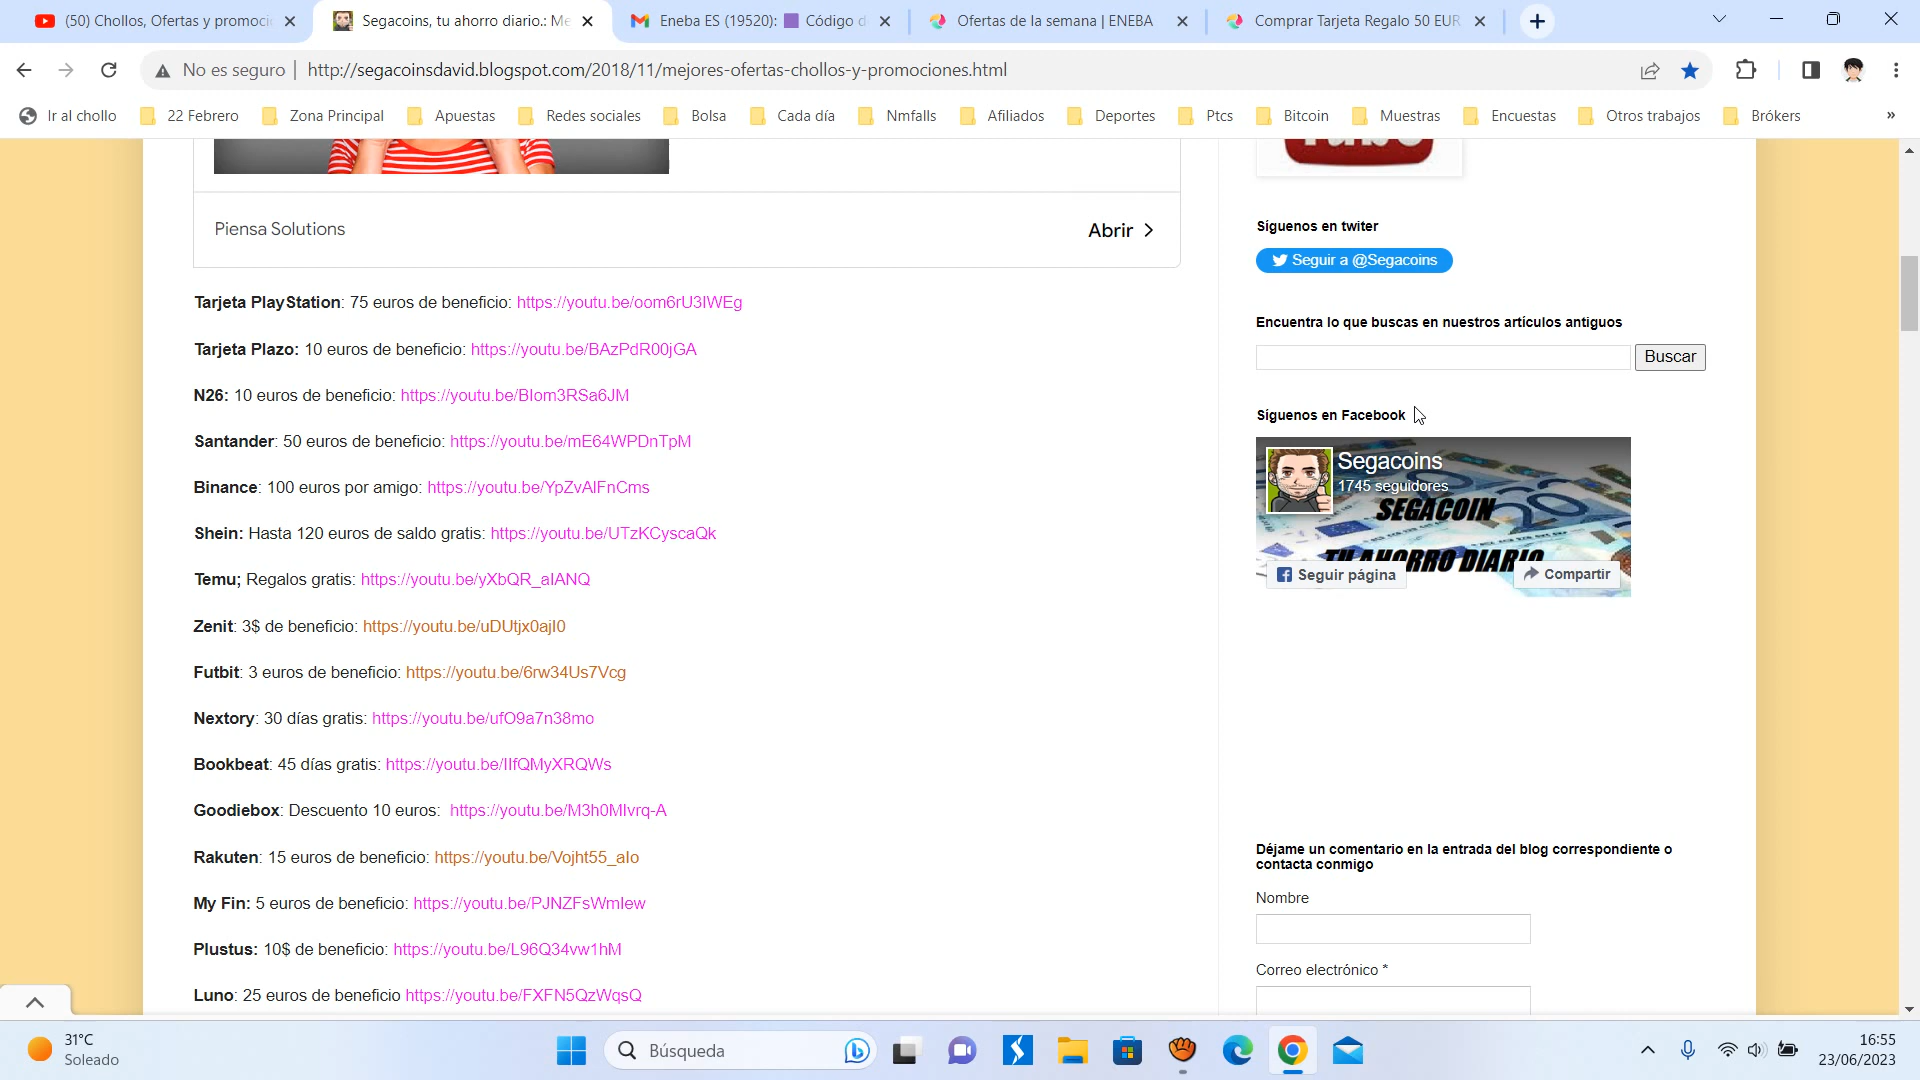 (50) Chollos, Ofertas y promocio
Segacoins, tu ahorro diario.: Me
Eneba ES (19520): Código d
Ofertas de la semana | ENEBA
Comprar Tarjeta Regalo 50 EUR
No es seguro
http://segacoinsdavid.blogspot.com/2018/11/mejores-ofertas-chollos-y-promociones.html
Ir al chollo
22 Febrero
Zona Principal
Apuestas
Redes sociales
Bolsa
Cada día
Nmfalls
Afiliados
Deportes
Ptcs
Bitcoin
Muestras
Encuestas
Otros trabajos
Brókers
»
Piensa Solutions
Abrir
Tarjeta PlayStation: 75 euros de beneficio: https://youtu.be/oom6rU3IWEg
Tarjeta Plazo: 10 euros de beneficio: https://youtu.be/BAzPdR00jGA
N26: 10 euros de beneficio: https://youtu.be/BIom3RSa6JM
Santander: 50 euros de beneficio: https://youtu.be/mE64WPDnTpM
Binance: 100 euros por amigo: https://youtu.be/YpZvAlFnCms
Shein: Hasta 120 euros de saldo gratis: https://youtu.be/UTzKCyscaQk
Temu; Regalos gratis: https://youtu.be/yXbQR_alANQ
Zenit: 3$ de beneficio: https://youtu.be/uDUtjx0ajl0
Futbit: 3 euros de beneficio: https://youtu.be/6rw34Us7Vcg
Nextory: 30 días gratis: https://youtu.be/ufO9a7n38mo
Bookbeat: 45 días gratis: https://youtu.be/IIfQMyXRQWs
Goodiebox: Descuento 10 euros: https://youtu.be/M3h0MIvrq-A
Rakuten: 15 euros de beneficio: https://youtu.be/Vojht55_alo
My Fin: 5 euros de beneficio: https://youtu.be/PJNZFsWmlew
Plustus: 10$ de beneficio: https://youtu.be/L96Q34vw1hM
Luno: 25 euros de beneficio https://youtu.be/FXFN5QzWqsQ
Síguenos en twiter
Seguir a @Segacoins
Encuentra lo que buscas en nuestros artículos antiguos
Buscar
Síguenos en Facebook
Segacoins
1745 seguidores
SEGACOIN
TU AHORRO DIARIO
Seguir página
Compartir
Déjame un comentario en la entrada del blog correspondiente o
contacta conmigo
Nombre
Correo electrónico *
31°C
Soleado
Búsqueda
16:55
23/06/2023